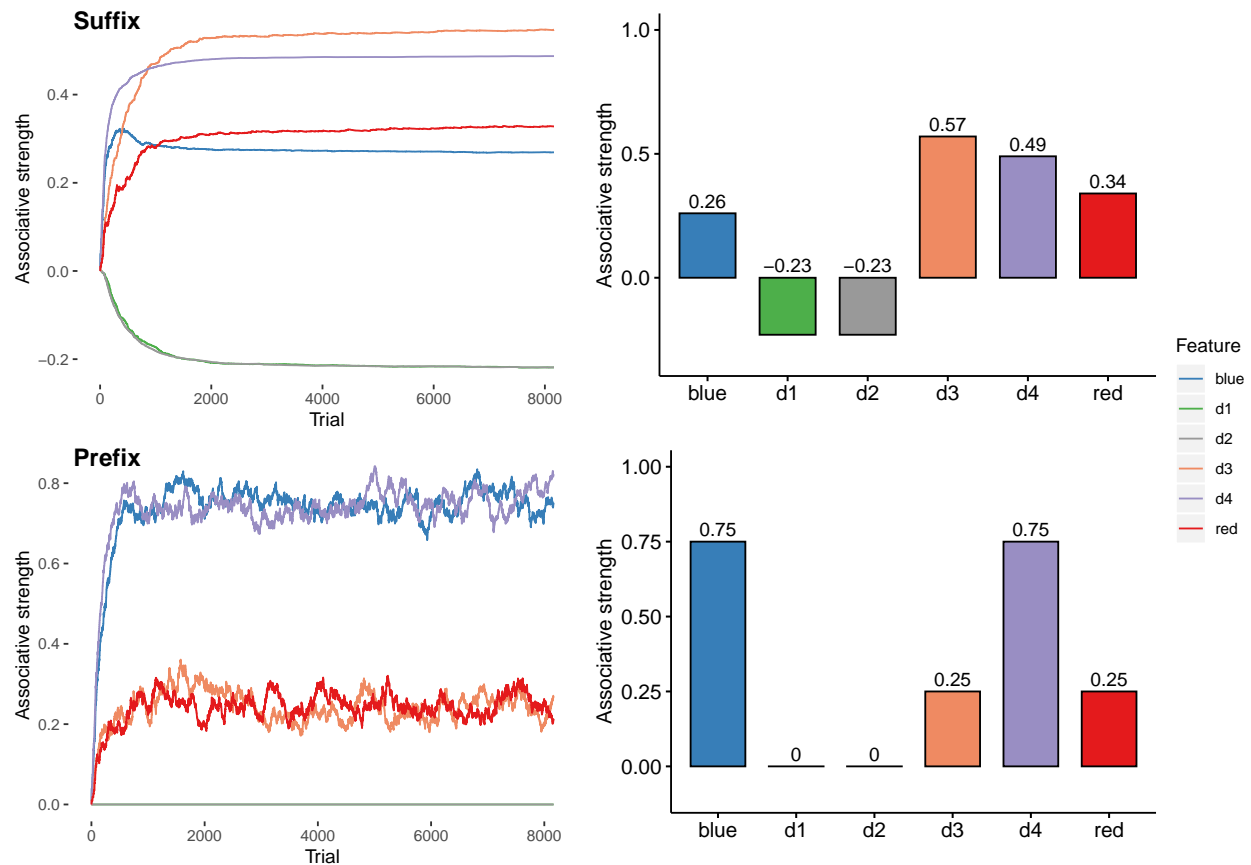 Suffix
Associative strength
0.4
0.2
0.0
−0.2
0
2000
4000
6000
8000
Trial
Associative strength
1.0
0.5
0.0
0.26
−0.23
−0.23
0.57
0.49
0.34
blue
d1
d2
d3
d4
red
Feature
blue
d1
d2
d3
d4
red
Prefix
Associative strength
0.8
0.6
0.4
0.2
0.0
0
2000
4000
6000
8000
Trial
Associative strength
1.00
0.75
0.50
0.25
0.00
0.75
0
0
0.25
0.75
0.25
blue
d1
d2
d3
d4
red